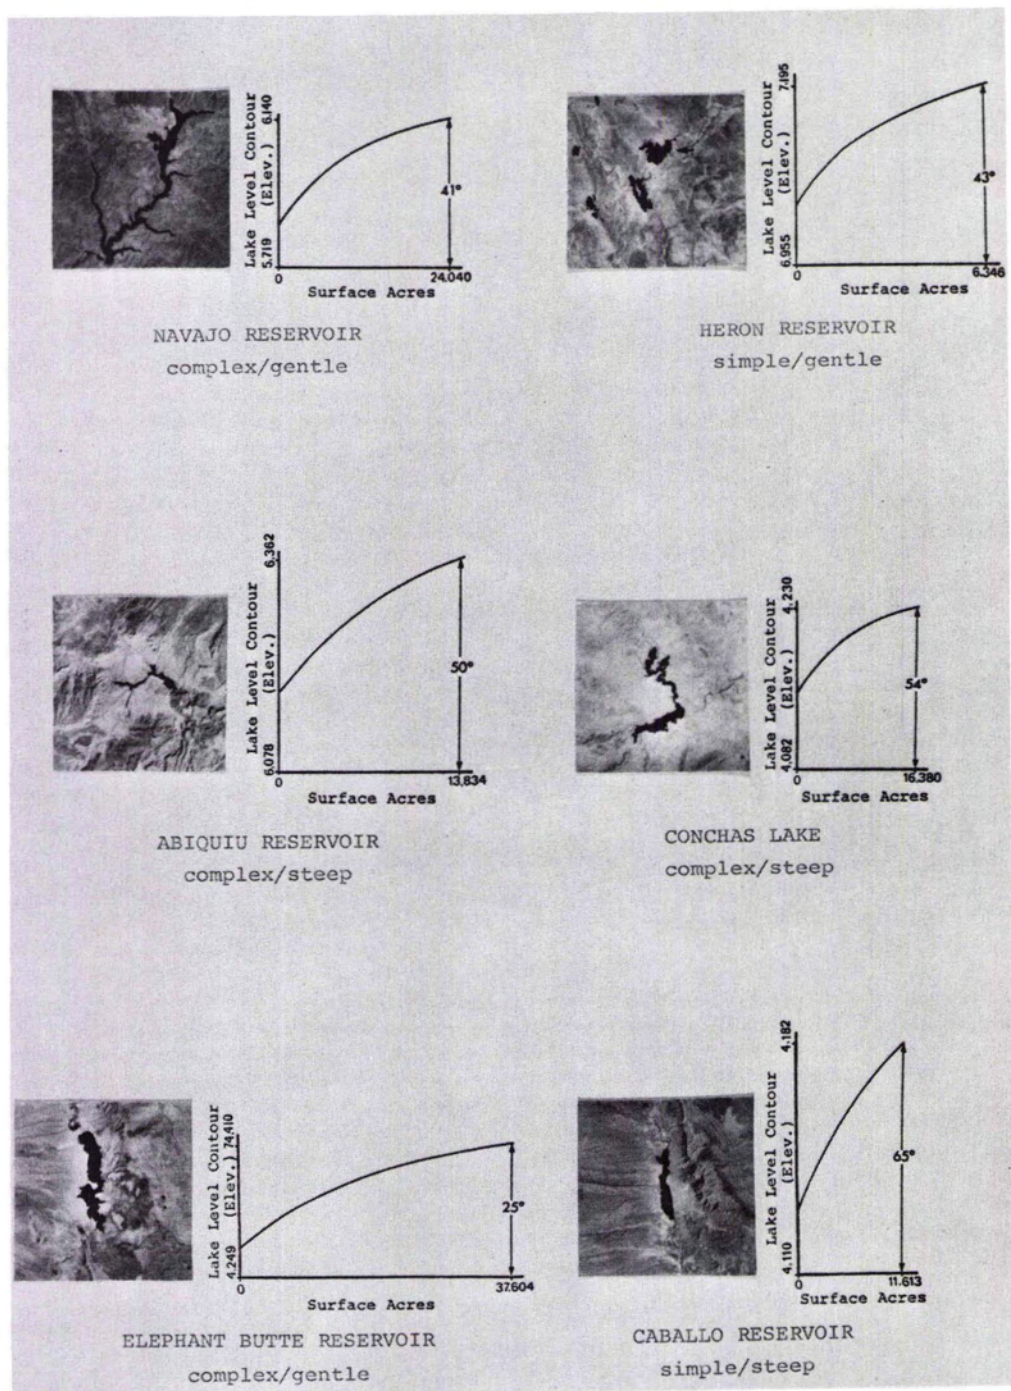 Lake Level Contour
(Elev.)
6,140
5,719
41°
0
24,040
Surface Acres
NAVAJO RESERVOIR
complex/gentle
Lake Level Contour
(Elev.)
7,195
6,955
43°
0
6,346
Surface Acres
HERON RESERVOIR
simple/gentle
Lake Level Contour
(Elev.)
6,362
6,078
50°
0
13,834
Surface Acres
ABIQUIU RESERVOIR
complex/steep
Lake Level Contour
(Elev.)
4,230
4,082
54°
0
16,380
Surface Acres
CONCHAS LAKE
complex/steep
Lake Level Contour
(Elev.)
74,410
4,249
25°
0
37,604
Surface Acres
ELEPHANT BUTTE RESERVOIR
complex/gentle
Lake Level Contour
(Elev.)
4,182
4,110
65°
0
11,613
Surface Acres
CABALLO RESERVOIR
simple/steep